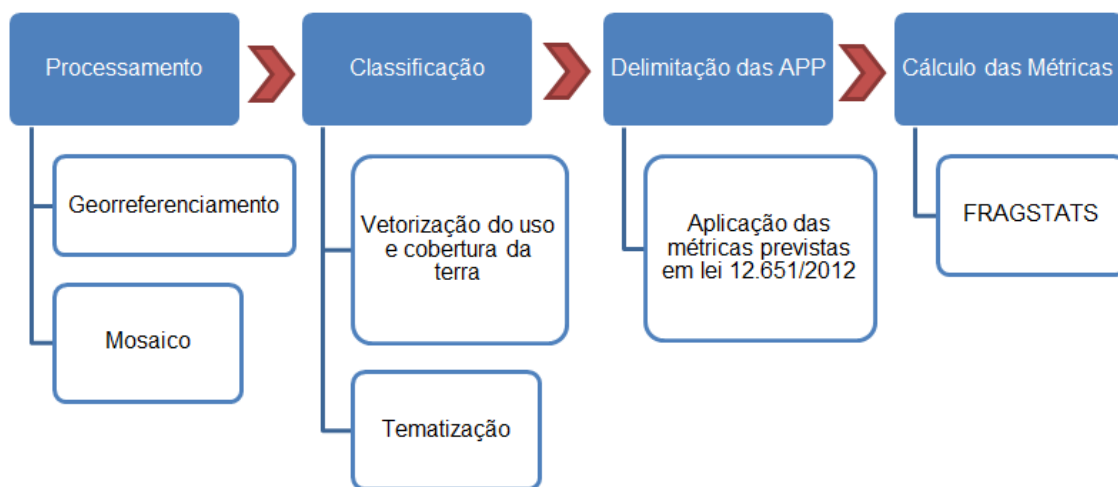 Processamento
Georreferenciamento
Mosaico
Classificação
Vetorização do uso
e cobertura da
terra
Tematização
Delimitação das APP
Aplicação das
métricas previstas
em lei 12.651/2012
Cálculo das Métricas
FRAGSTATS